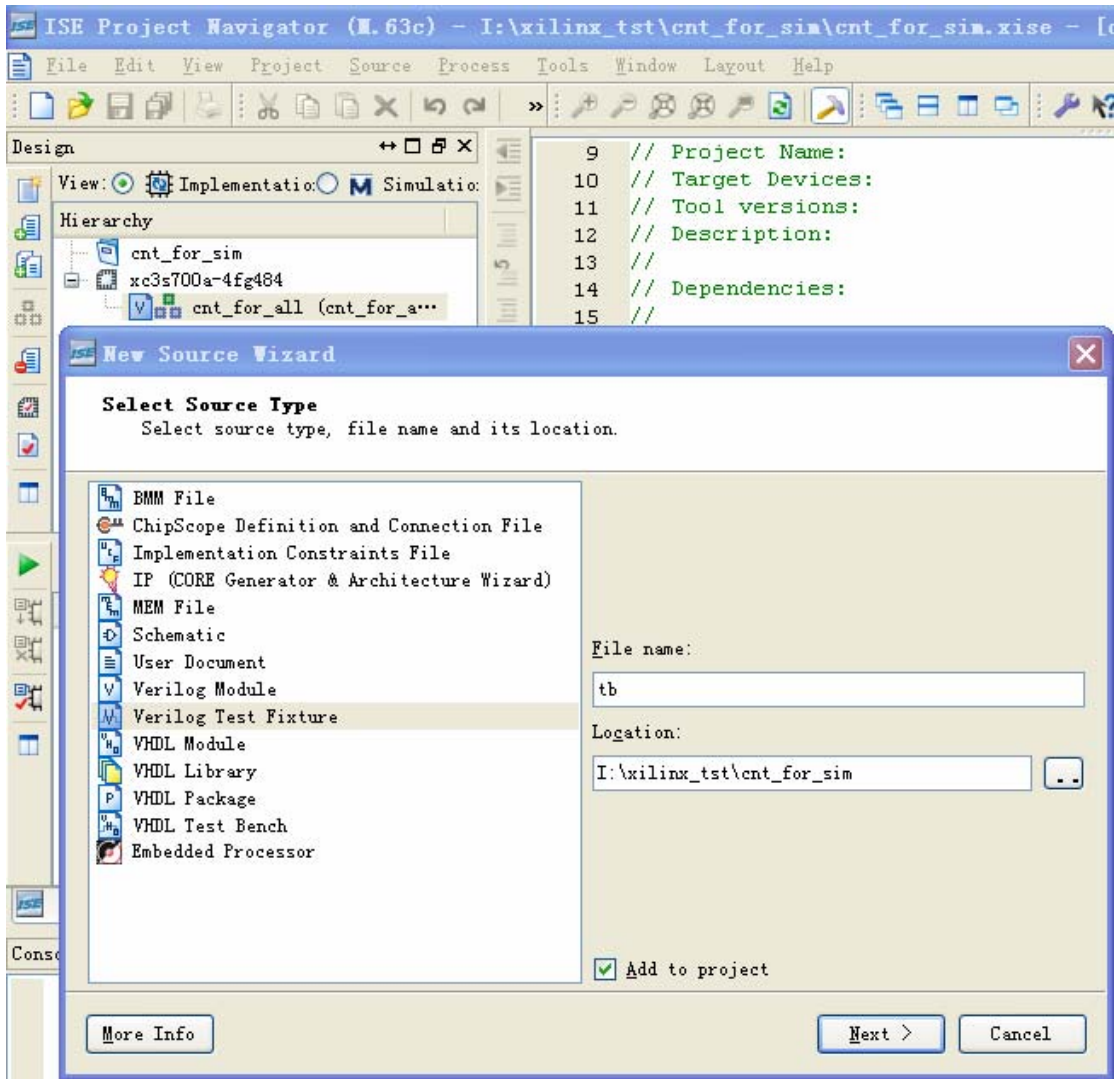 ISE Project Navigator (M.63c) - I:\xilinx_tst\cnt_for_sim\cnt_for_sim.xise - [
File Edit View Project Source Process Tools Window Layout Help
Design
View: Implementatio: Simulatio:
Hierarchy
cnt_for_sim
xc3s700a-4fg484
cnt_for_all (cnt_for_a...
9 // Project Name:
10 // Target Devices:
11 // Tool versions:
12 // Description:
13 //
14 // Dependencies:
15 //
New Source Wizard
Select Source Type
Select source type, file name and its location.
BMM File
ChipScope Definition and Connection File
Implementation Constraints File
IP (CORE Generator & Architecture Wizard)
MEM File
Schematic
User Document
Verilog Module
Verilog Test Fixture
VHDL Module
VHDL Library
VHDL Package
VHDL Test Bench
Embedded Processor
File name:
tb
Location:
I:\xilinx_tst\cnt_for_sim
..
Add to project
Conso
More Info
Next >
Cancel